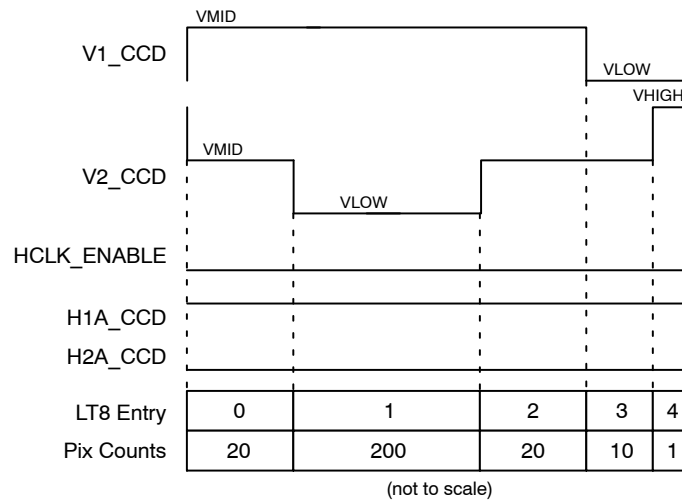 VMID
V1_CCD
VLOW
VHIGH
VMID
V2_CCD
VLOW
HCLK_ENABLE
H1A_CCD
H2A_CCD
LT8 Entry 0 1 2 3 4
Pix Counts 20 200 20 10 1
(not to scale)